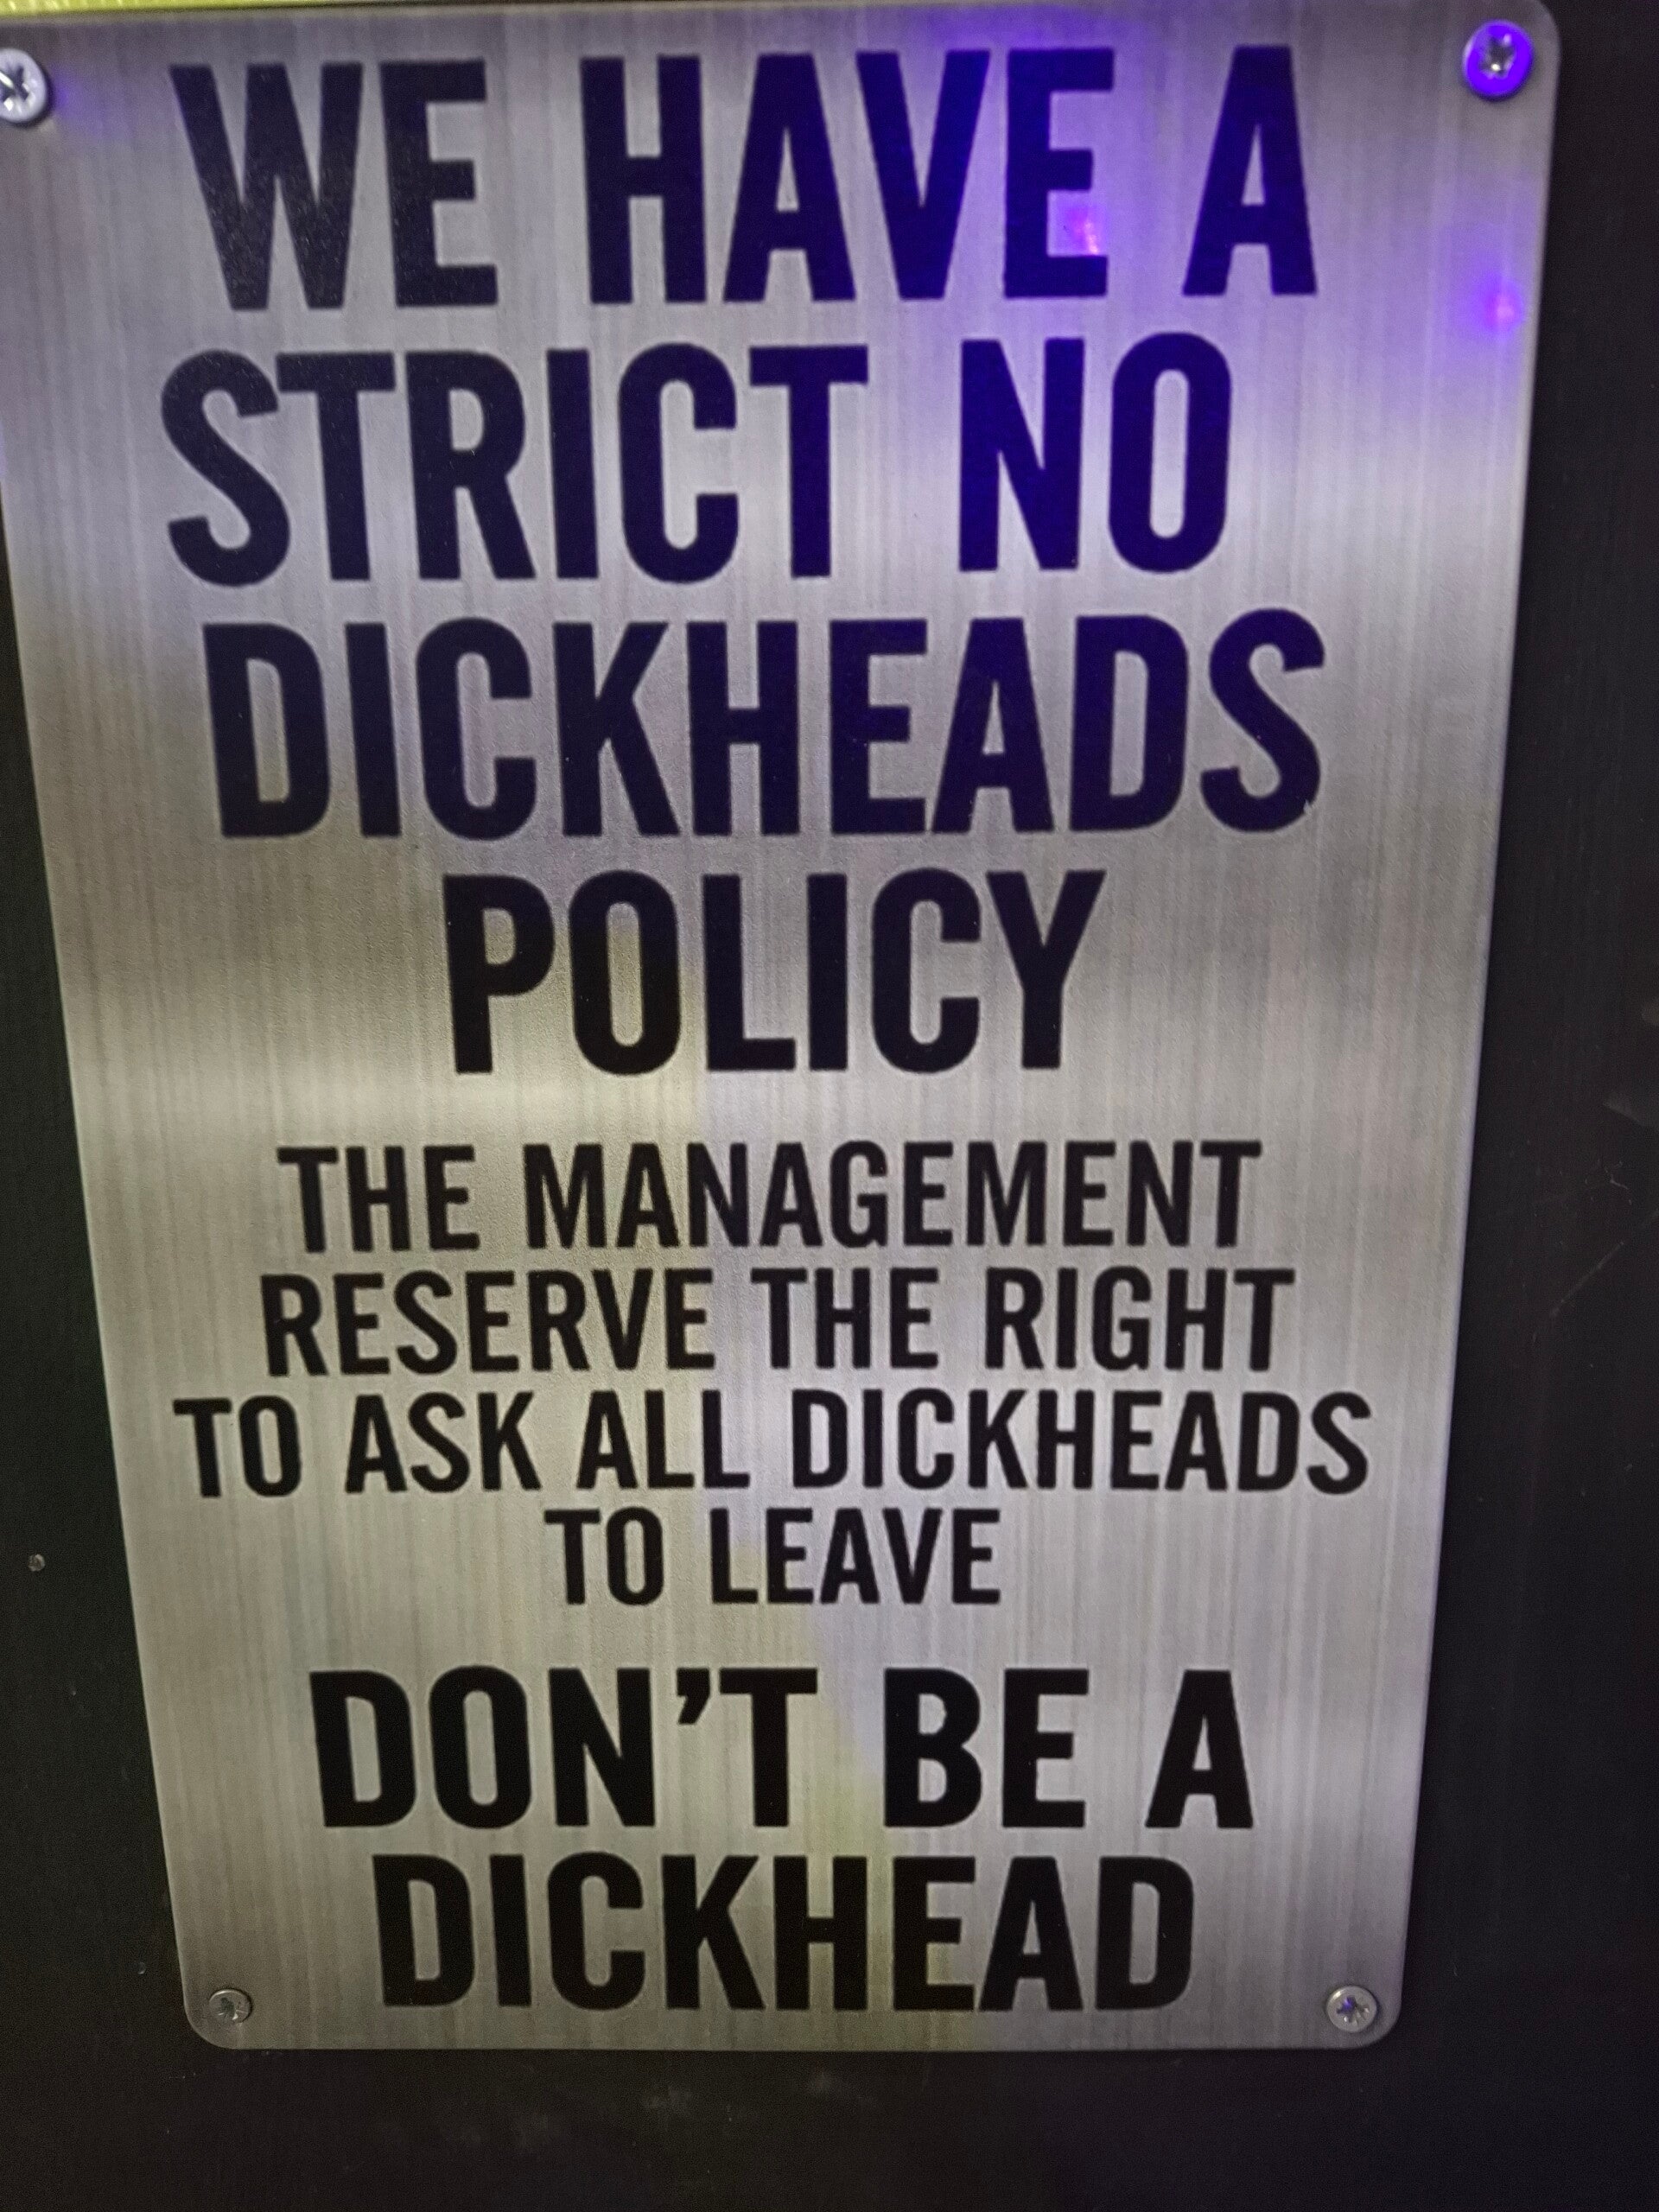 WE HAVE A
STRICT NO
DICKHEADS
POLICY
THE MANAGEMENT
RESERVE THE RIGHT
TO ASK ALL DICKHEADS
TO LEAVE
DON'T BE A
DICKHEAD